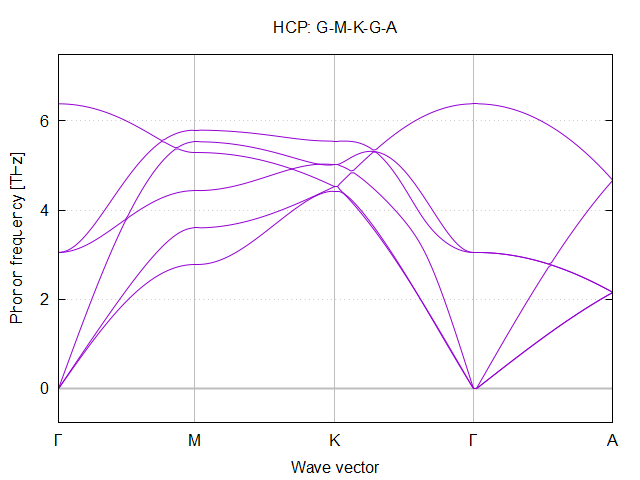 HCP: G-M-K-G-A
Phonon frequency [THz]
6
4
2
0
Γ M K Γ A
Wave vector